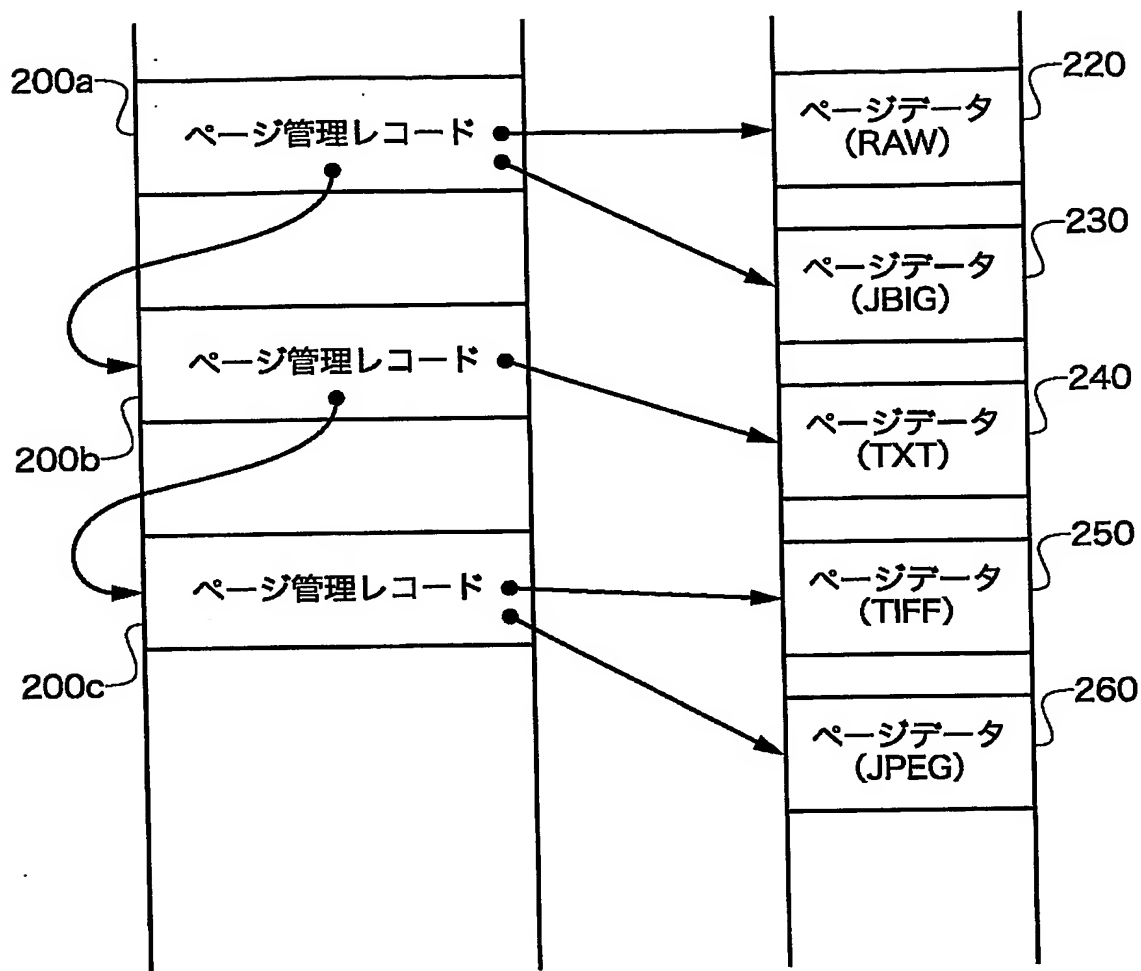 200a
ページ管理レコード
200b
ページ管理レコード
200c
ページ管理レコード
220
ページデータ
(RAW)
230
ページデータ
(JBIG)
240
ページデータ
(TXT)
250
ページデータ
(TIFF)
260
ページデータ
(JPEG)